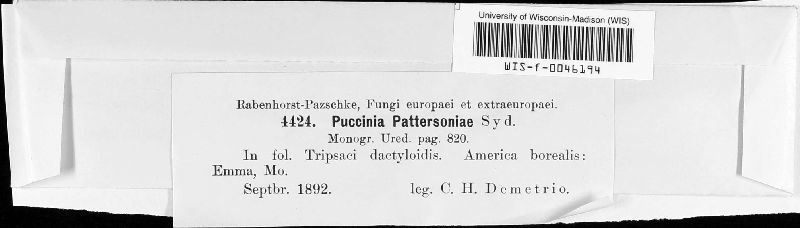 University of Wisconsin-Madison (WIS)
WIS-f-0046194
Rabenhorst-Pazschke, Fungi europaei et extraeuropaei.
4424. Puccinia Pattersoniae Syd.
Monogr. Ured. pag. 820.
In fol. Tripsaci dactyloidis. America borealis:
Emma, Mo.
Septbr. 1892. leg. C. H. Demetrio.